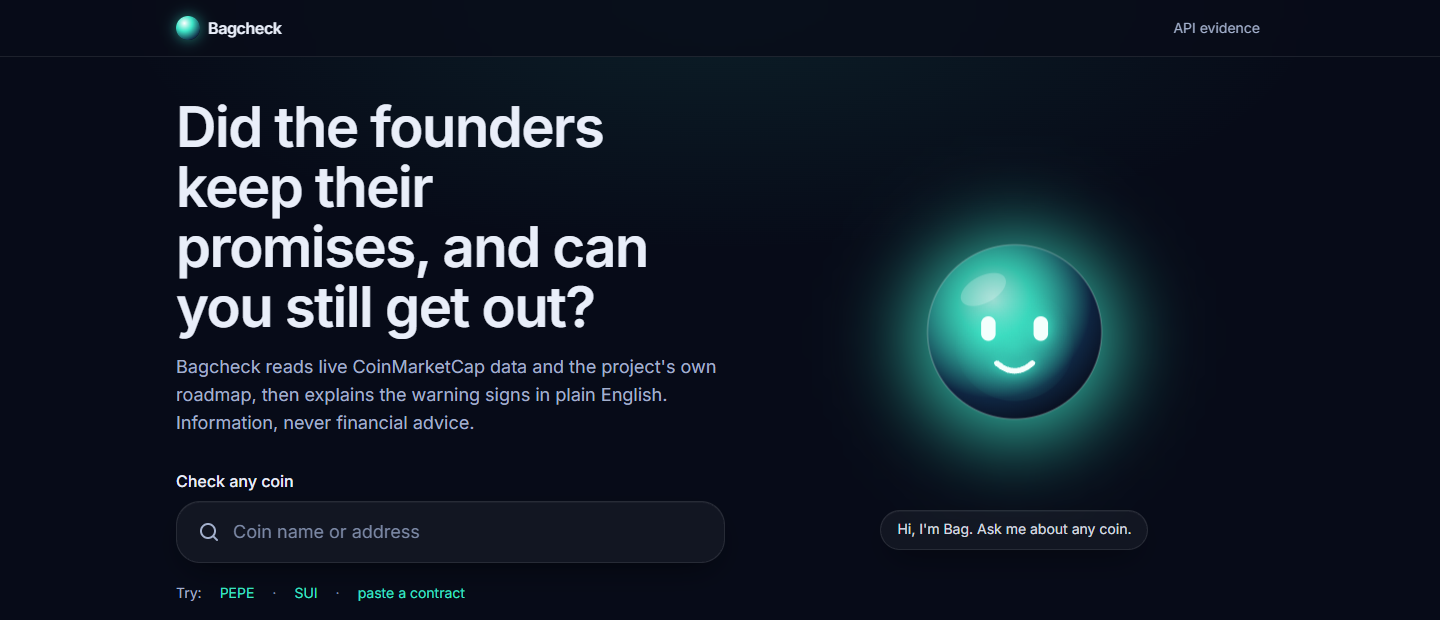 Bagcheck
API evidence
Did the founders
keep their
promises, and can
you still get out?
Bagcheck reads live CoinMarketCap data and the project's own
roadmap, then explains the warning signs in plain English.
Information, never financial advice.
Check any coin
Coin name or address
Try: PEPE · SUI · paste a contract
Hi, I'm Bag. Ask me about any coin.